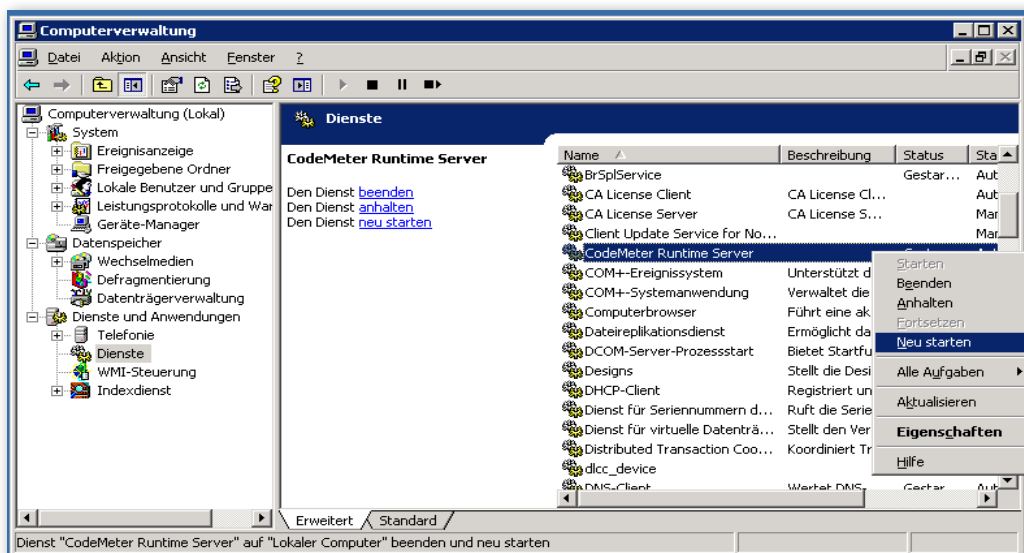 Computerverwaltung
Datei Aktion Ansicht Fenster ?
Computerverwaltung (Lokal)
System
Ereignisanzeige
Freigegebene Ordner
Lokale Benutzer und Gruppe
Leistungsprotokolle und War
Geräte-Manager
Datenspeicher
Wechselmedien
Defragmentierung
Datenträgerverwaltung
Dienste und Anwendungen
Telefonie
Dienste
WMI-Steuerung
Indexdienst
Dienste
CodeMeter Runtime Server
Den Dienst beenden
Den Dienst anhalten
Den Dienst neu starten
Name Beschreibung Status Sta
BrSplService Gestar... Aut
CA License Client CA License Cl... Aut
CA License Server CA License S... Mar
Client Update Service for No... Mar
CodeMeter Runtime Server
COM+-Ereignissystem Unterstützt d
COM+-Systemanwendung Verwaltet die
Computerbrowser Führt eine ak
Dateireplikationsdienst Ermöglicht da
DCOM-Server-Prozessstart Bietet Startfu
Designs Stellt die Desi
DHCP-Client Registriert un
Dienst für Seriennummern d... Ruft die Serie
Dienst für virtuelle Datenträ... Stellt den Ver
Distributed Transaction Coo... Koordiniert Tr
dlcc_device
DNS-Client Wertet DNS- Gestar Aut
Starten
Beenden
Anhalten
Fortsetzen
Neu starten
Alle Aufgaben
Aktualisieren
Eigenschaften
Hilfe
Erweitert Standard
Dienst "CodeMeter Runtime Server" auf "Lokaler Computer" beenden und neu starten